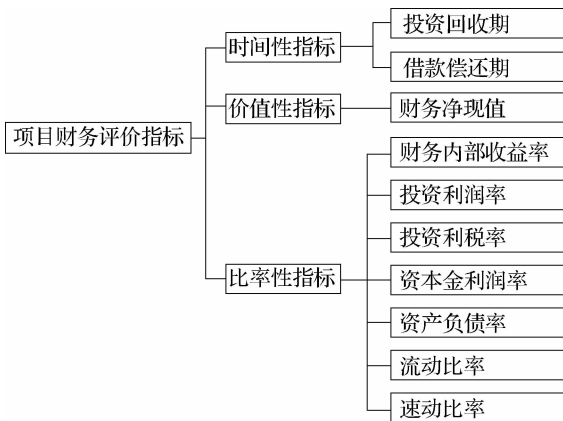 项目财务评价指标
时间性指标
投资回收期
借款偿还期
价值性指标
财务净现值
比率性指标
财务内部收益率
投资利润率
投资利税率
资本金利润率
资产负债率
流动比率
速动比率